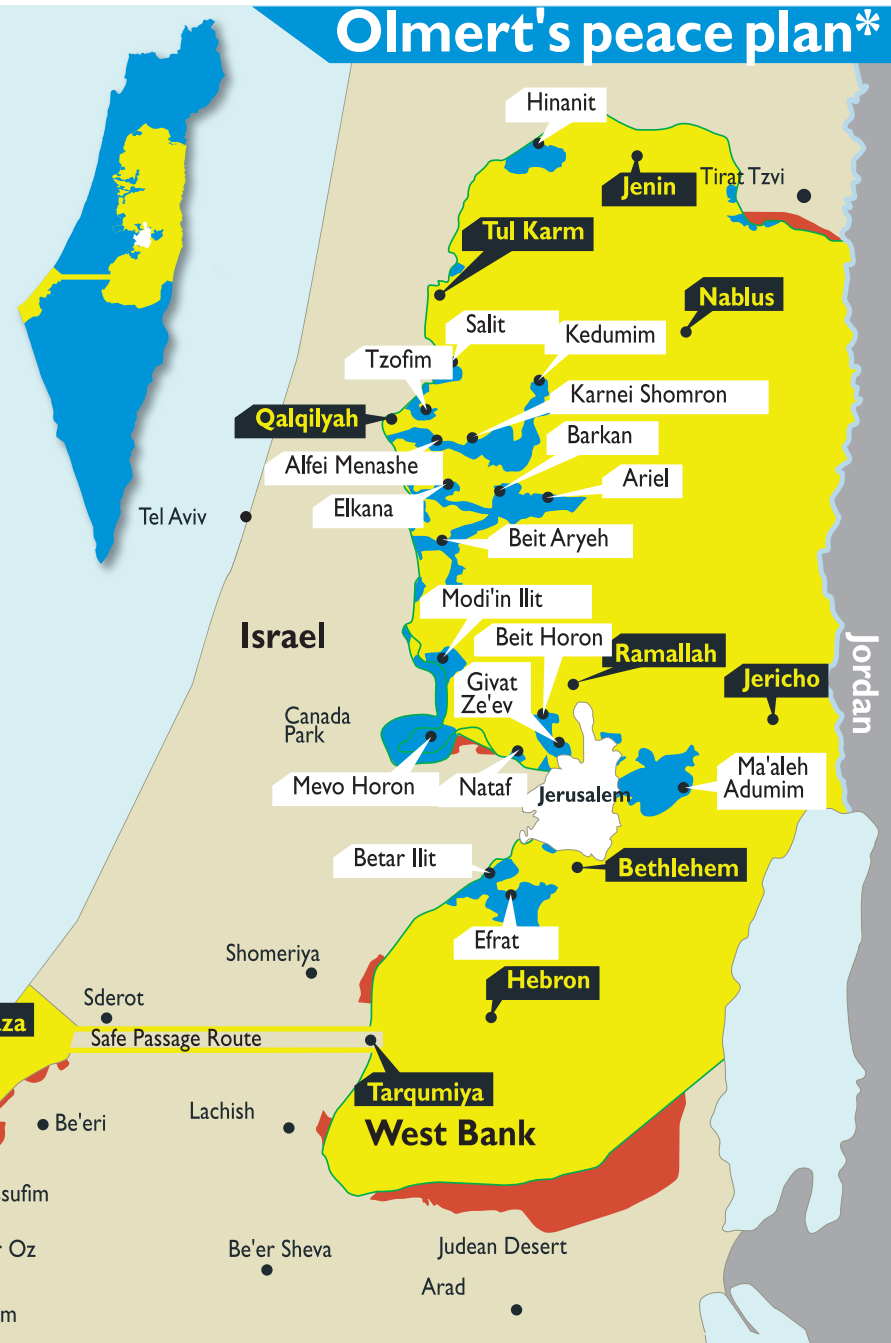 Olmert's peace plan*
Hinanit
Jenin
Tirat Tzvi
Tul Karm
Nablus
Salit
Kedumim
Tzofim
Karnei Shomron
Qalqilyah
Barkan
Alfei Menashe
Ariel
Elkana
Tel Aviv
Beit Aryeh
Modi'in Ilit
Israel
Beit Horon
Ramallah
Jordan
Givat
Ze'ev
Jericho
Canada
Park
Ma'aleh
Adumim
Mevo Horon
Nataf
Jerusalem
Betar Ilit
Bethlehem
Efrat
Shomeriya
Hebron
Sderot
za
Safe Passage Route
Tarqumiya
Lachish
Be'eri
West Bank
sufim
Oz
Be'er Sheva
Judean Desert
Arad
m